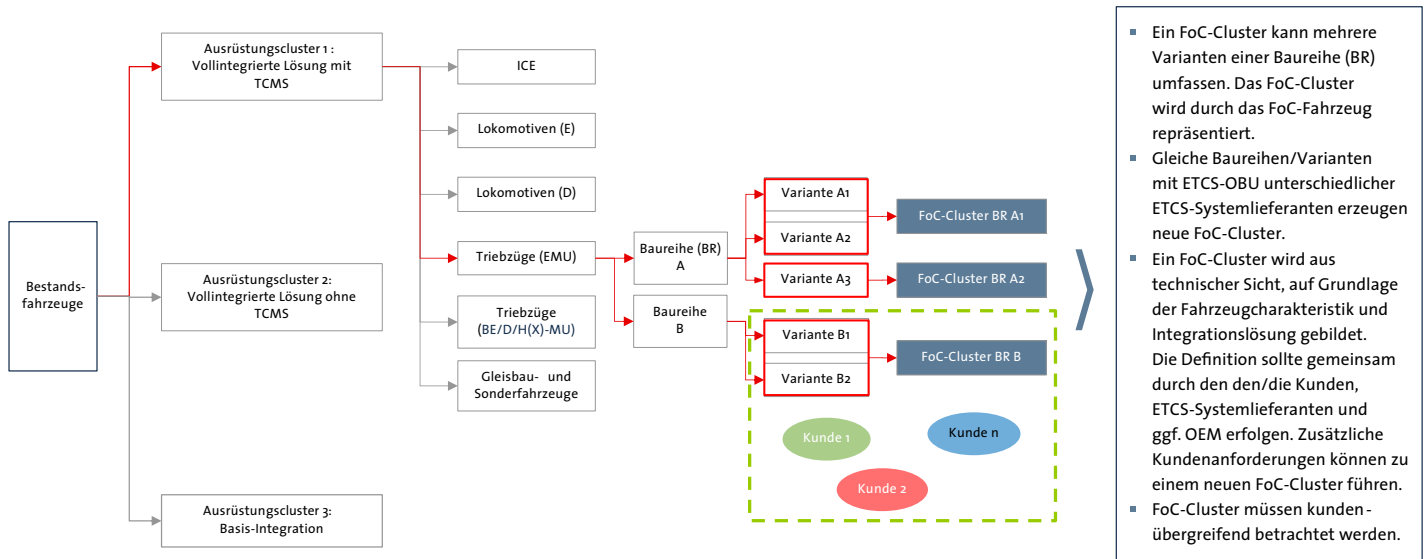 Bestands-
fahrzeuge
Ausrüstungscluster 1 :
Vollintegrierte Lösung mit
TCMS
Ausrüstungscluster 2:
Vollintegrierte Lösung ohne
TCMS
Ausrüstungscluster 3:
Basis-Integration
ICE
Lokomotiven (E)
Lokomotiven (D)
Triebzüge (EMU)
Triebzüge
(BE/D/H(X)-MU)
Gleisbau- und
Sonderfahrzeuge
Baureihe (BR)
A
Baureihe
B
Variante A1
Variante A2
Variante A3
Variante B1
Variante B2
FoC-Cluster BR A1
FoC-Cluster BR A2
FoC-Cluster BR B
Kunde 1
Kunde n
Kunde 2
▪ Ein FoC-Cluster kann mehrere
Varianten einer Baureihe (BR)
umfassen. Das FoC-Cluster
wird durch das FoC-Fahrzeug
repräsentiert.
▪ Gleiche Baureihen/Varianten
mit ETCS-OBU unterschiedlicher
ETCS-Systemlieferanten erzeugen
neue FoC-Cluster.
▪ Ein FoC-Cluster wird aus
technischer Sicht, auf Grundlage
der Fahrzeugcharakteristik und
Integrationslösung gebildet.
Die Definition sollte gemeinsam
durch den den/die Kunden,
ETCS-Systemlieferanten und
ggf. OEM erfolgen. Zusätzliche
Kundenanforderungen können zu
einem neuen FoC-Cluster führen.
▪ FoC-Cluster müssen kunden-
übergreifend betrachtet werden.